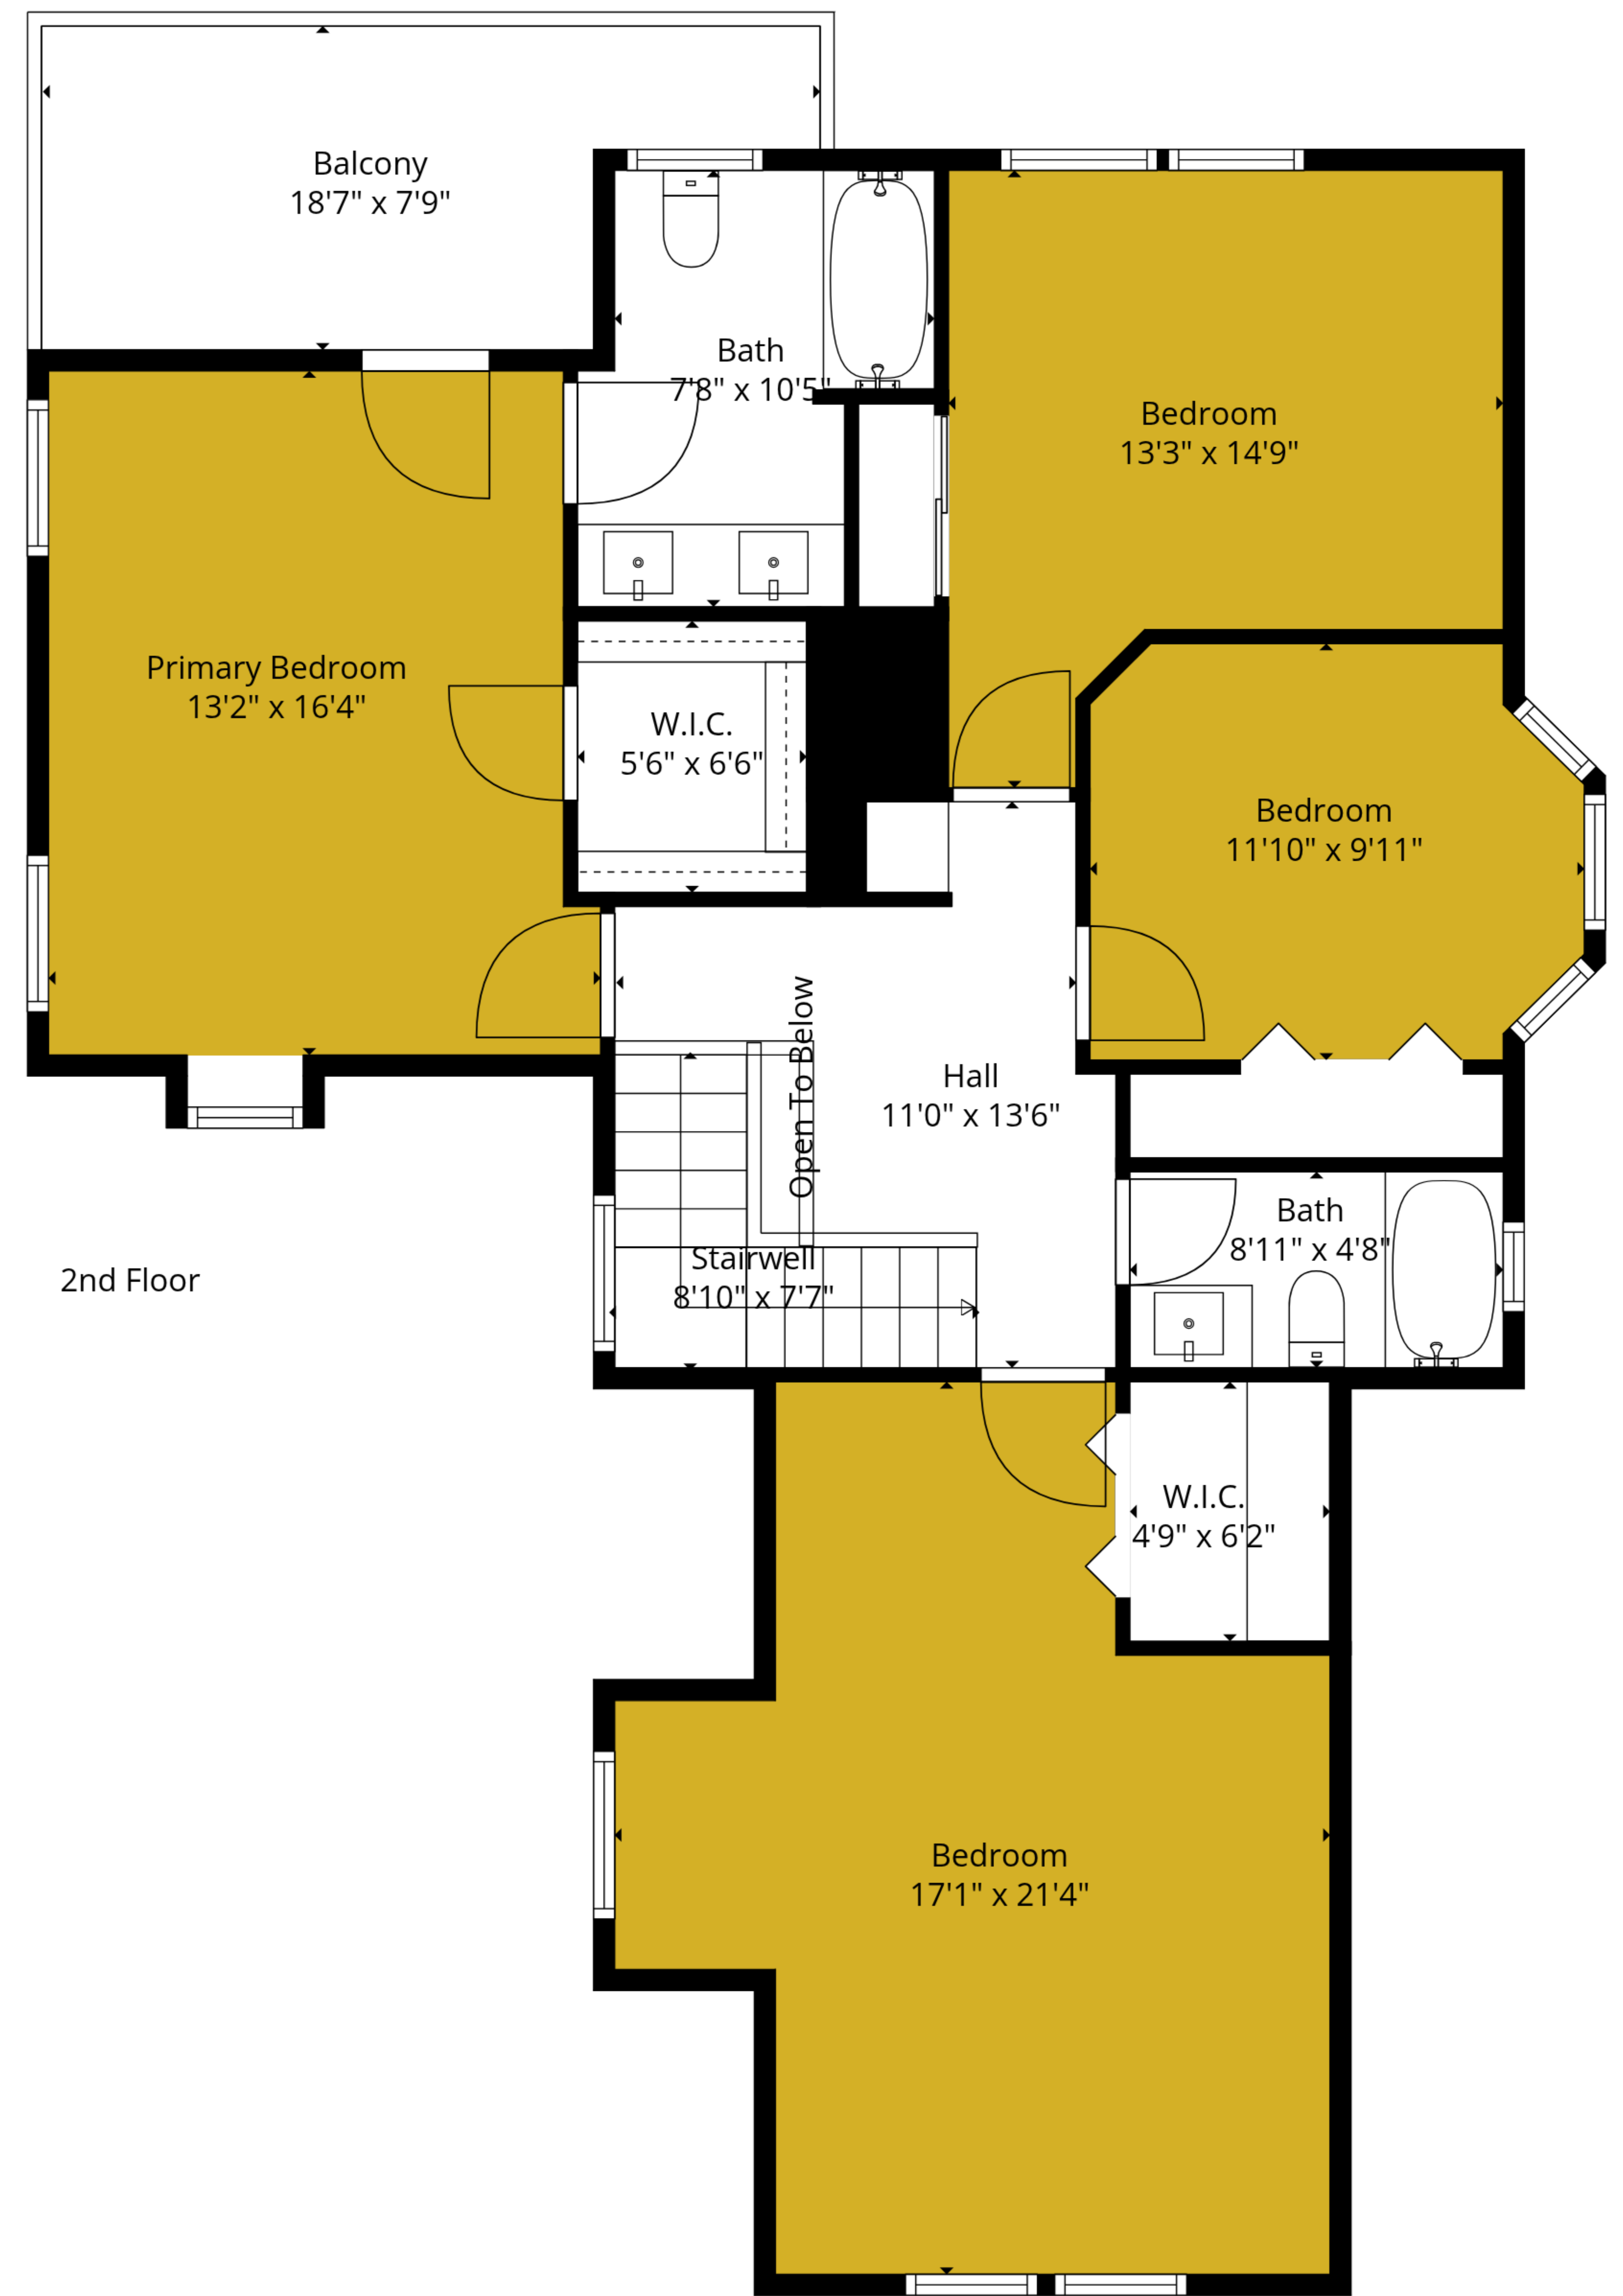 Balcony
18'7" x 7'9"
Bath
7'8" x 10'5"
Bedroom
13'3" x 14'9"
Primary Bedroom
13'2" x 16'4"
W.I.C.
5'6" x 6'6"
Bedroom
11'10" x 9'11"
Open To Below
Hall
11'0" x 13'6"
Bath
8'11" x 4'8"
Stairwell
8'10" x 7'7"
2nd Floor
W.I.C.
4'9" x 6'2"
Bedroom
17'1" x 21'4"